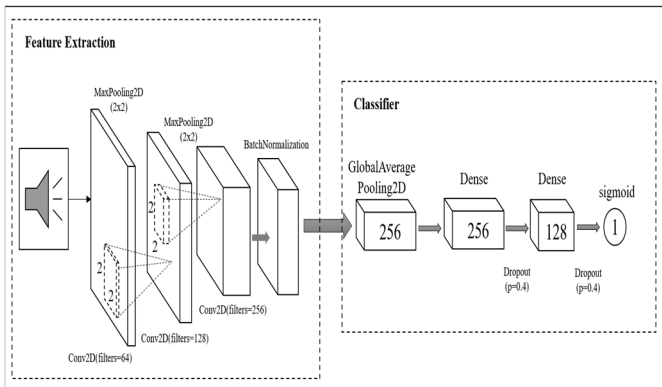 Feature Extraction
MaxPooling2D
(2x2)
MaxPooling2D
(2x2)
BatchNormalization
2
2
2
2
Conv2D(filters=64)
Conv2D(filters=128)
Conv2D(filters=256)
Classifier
GlobalAverage
Pooling2D
Dense
Dense
sigmoid
256
256
128
1
Dropout
(p=0.4)
Dropout
(p=0.4)